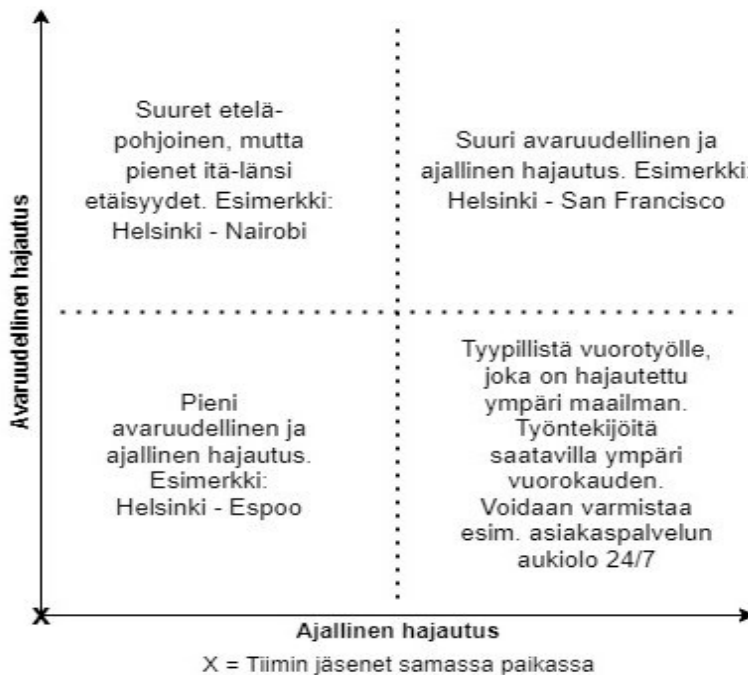 Avaruudellinen hajautus
Suuret etelä-
pohjoinen, mutta
pienet itä-länsi
etäisyydet. Esimerkki:
Helsinki - Nairobi
Suuri avaruudellinen ja
ajallinen hajautus. Esimerkki:
Helsinki - San Francisco
Pieni
avaruudellinen ja
ajallinen hajautus.
Esimerkki:
Helsinki - Espoo
Tyypillistä vuorotyölle,
joka on hajautettu
ympäri maailman.
Työntekijöitä
saatavilla ympäri
vuorokauden.
Voidaan varmistaa
esim. asiakaspalvelun
aukiolo 24/7
X
Ajallinen hajautus
X = Tiimin jäsenet samassa paikassa